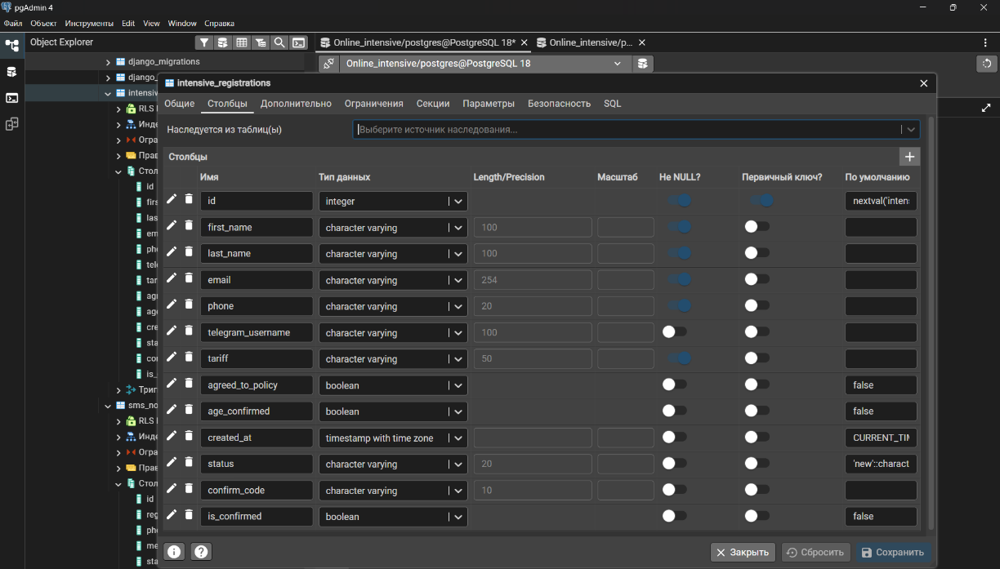 pgAdmin 4
Файл Объект Инструменты Edit View Window Справка
Object Explorer
Online_intensive/postgres@PostgreSQL 18*
Online_intensive/p...
Online_intensive/postgres@PostgreSQL 18
django_migrations
django_
intensiv
RLS
Инде
Огра
Прав
Стол
id
firs
las
em
pho
tele
tar
agr
age
cre
sta
con
is_
Триг
sms_no
RLS
Инде
Огра
Прав
Стол
id
reg
pho
me
sta
intensive_registrations
Общие Столбцы Дополнительно Ограничения Секции Параметры Безопасность SQL
Наследуется из таблиц(ы) Выберите источник наследования...
Столбцы
Имя Тип данных Length/Precision Масштаб Не NULL? Первичный ключ? По умолчанию
id integer nextval('inten:
first_name character varying 100
last_name character varying 100
email character varying 254
phone character varying 20
telegram_username character varying 100
tariff character varying 50
agreed_to_policy boolean false
age_confirmed boolean false
created_at timestamp with time zone CURRENT_TIM
status character varying 20 'new'::charact
confirm_code character varying 10
is_confirmed boolean false
Закрыть Сбросить Сохранить